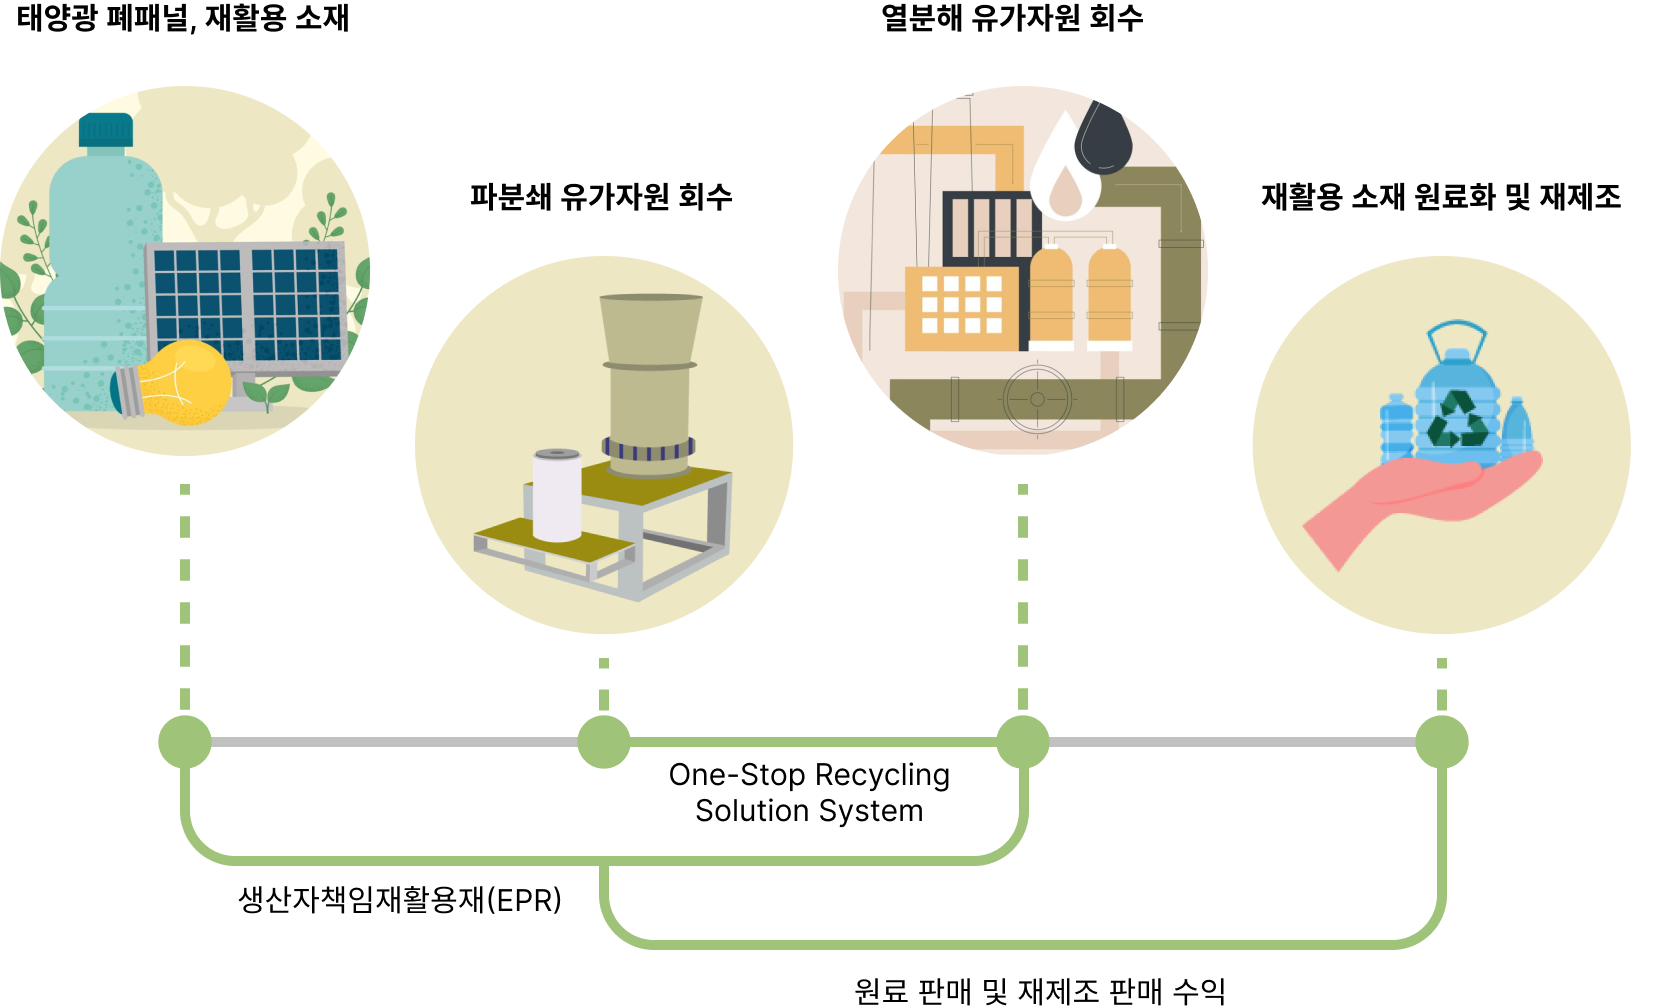 태양광 폐패널, 재활용 소재
열분해 유가자원 회수
파분쇄 유가자원 회수
재활용 소재 원료화 및 재제조
One-Stop Recycling
Solution System
생산자책임재활용재(EPR)
원료 판매 및 재제조 판매 수익